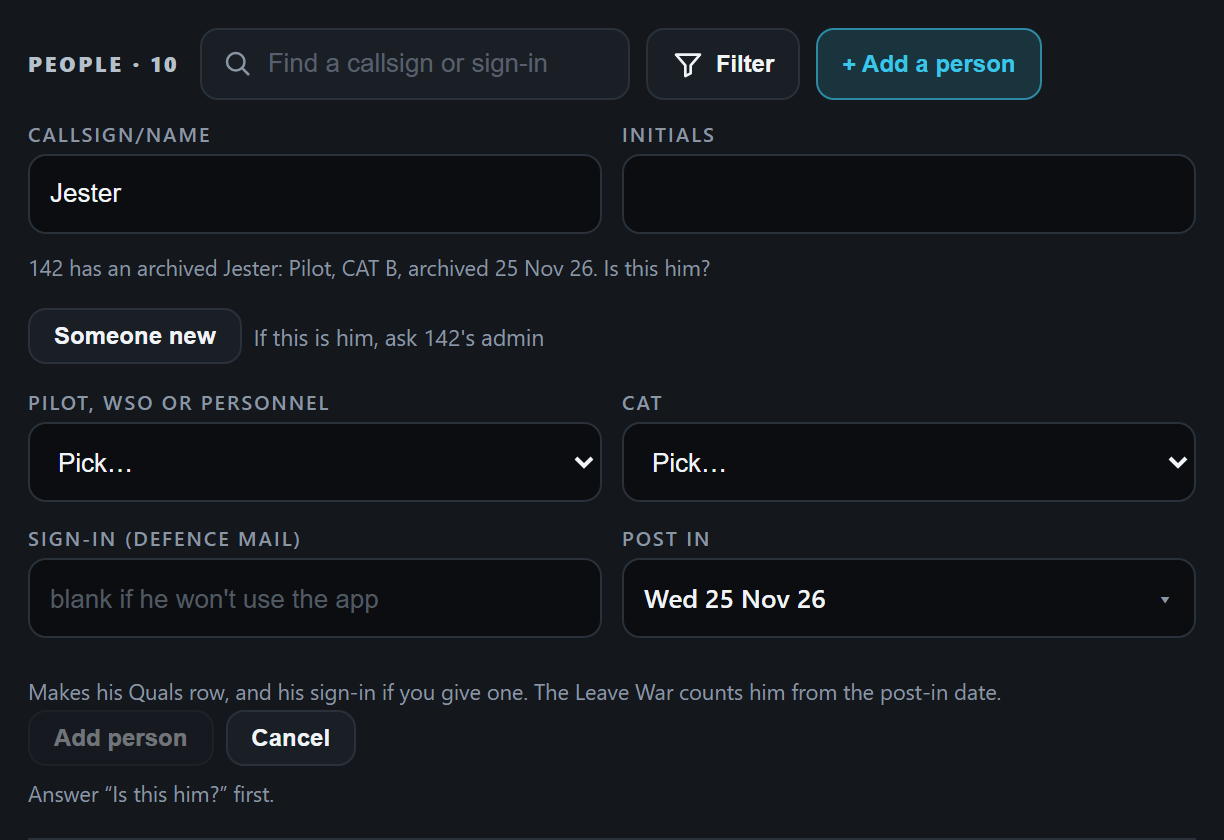 PEOPLE · 10
Find a callsign or sign-in
Filter
+ Add a person
CALLSIGN/NAME
INITIALS
Jester
142 has an archived Jester: Pilot, CAT B, archived 25 Nov 26. Is this him?
Someone new
If this is him, ask 142's admin
PILOT, WSO OR PERSONNEL
CAT
Pick…
Pick…
SIGN-IN (DEFENCE MAIL)
POST IN
blank if he won't use the app
Wed 25 Nov 26
Makes his Quals row, and his sign-in if you give one. The Leave War counts him from the post-in date.
Add person
Cancel
Answer “Is this him?” first.